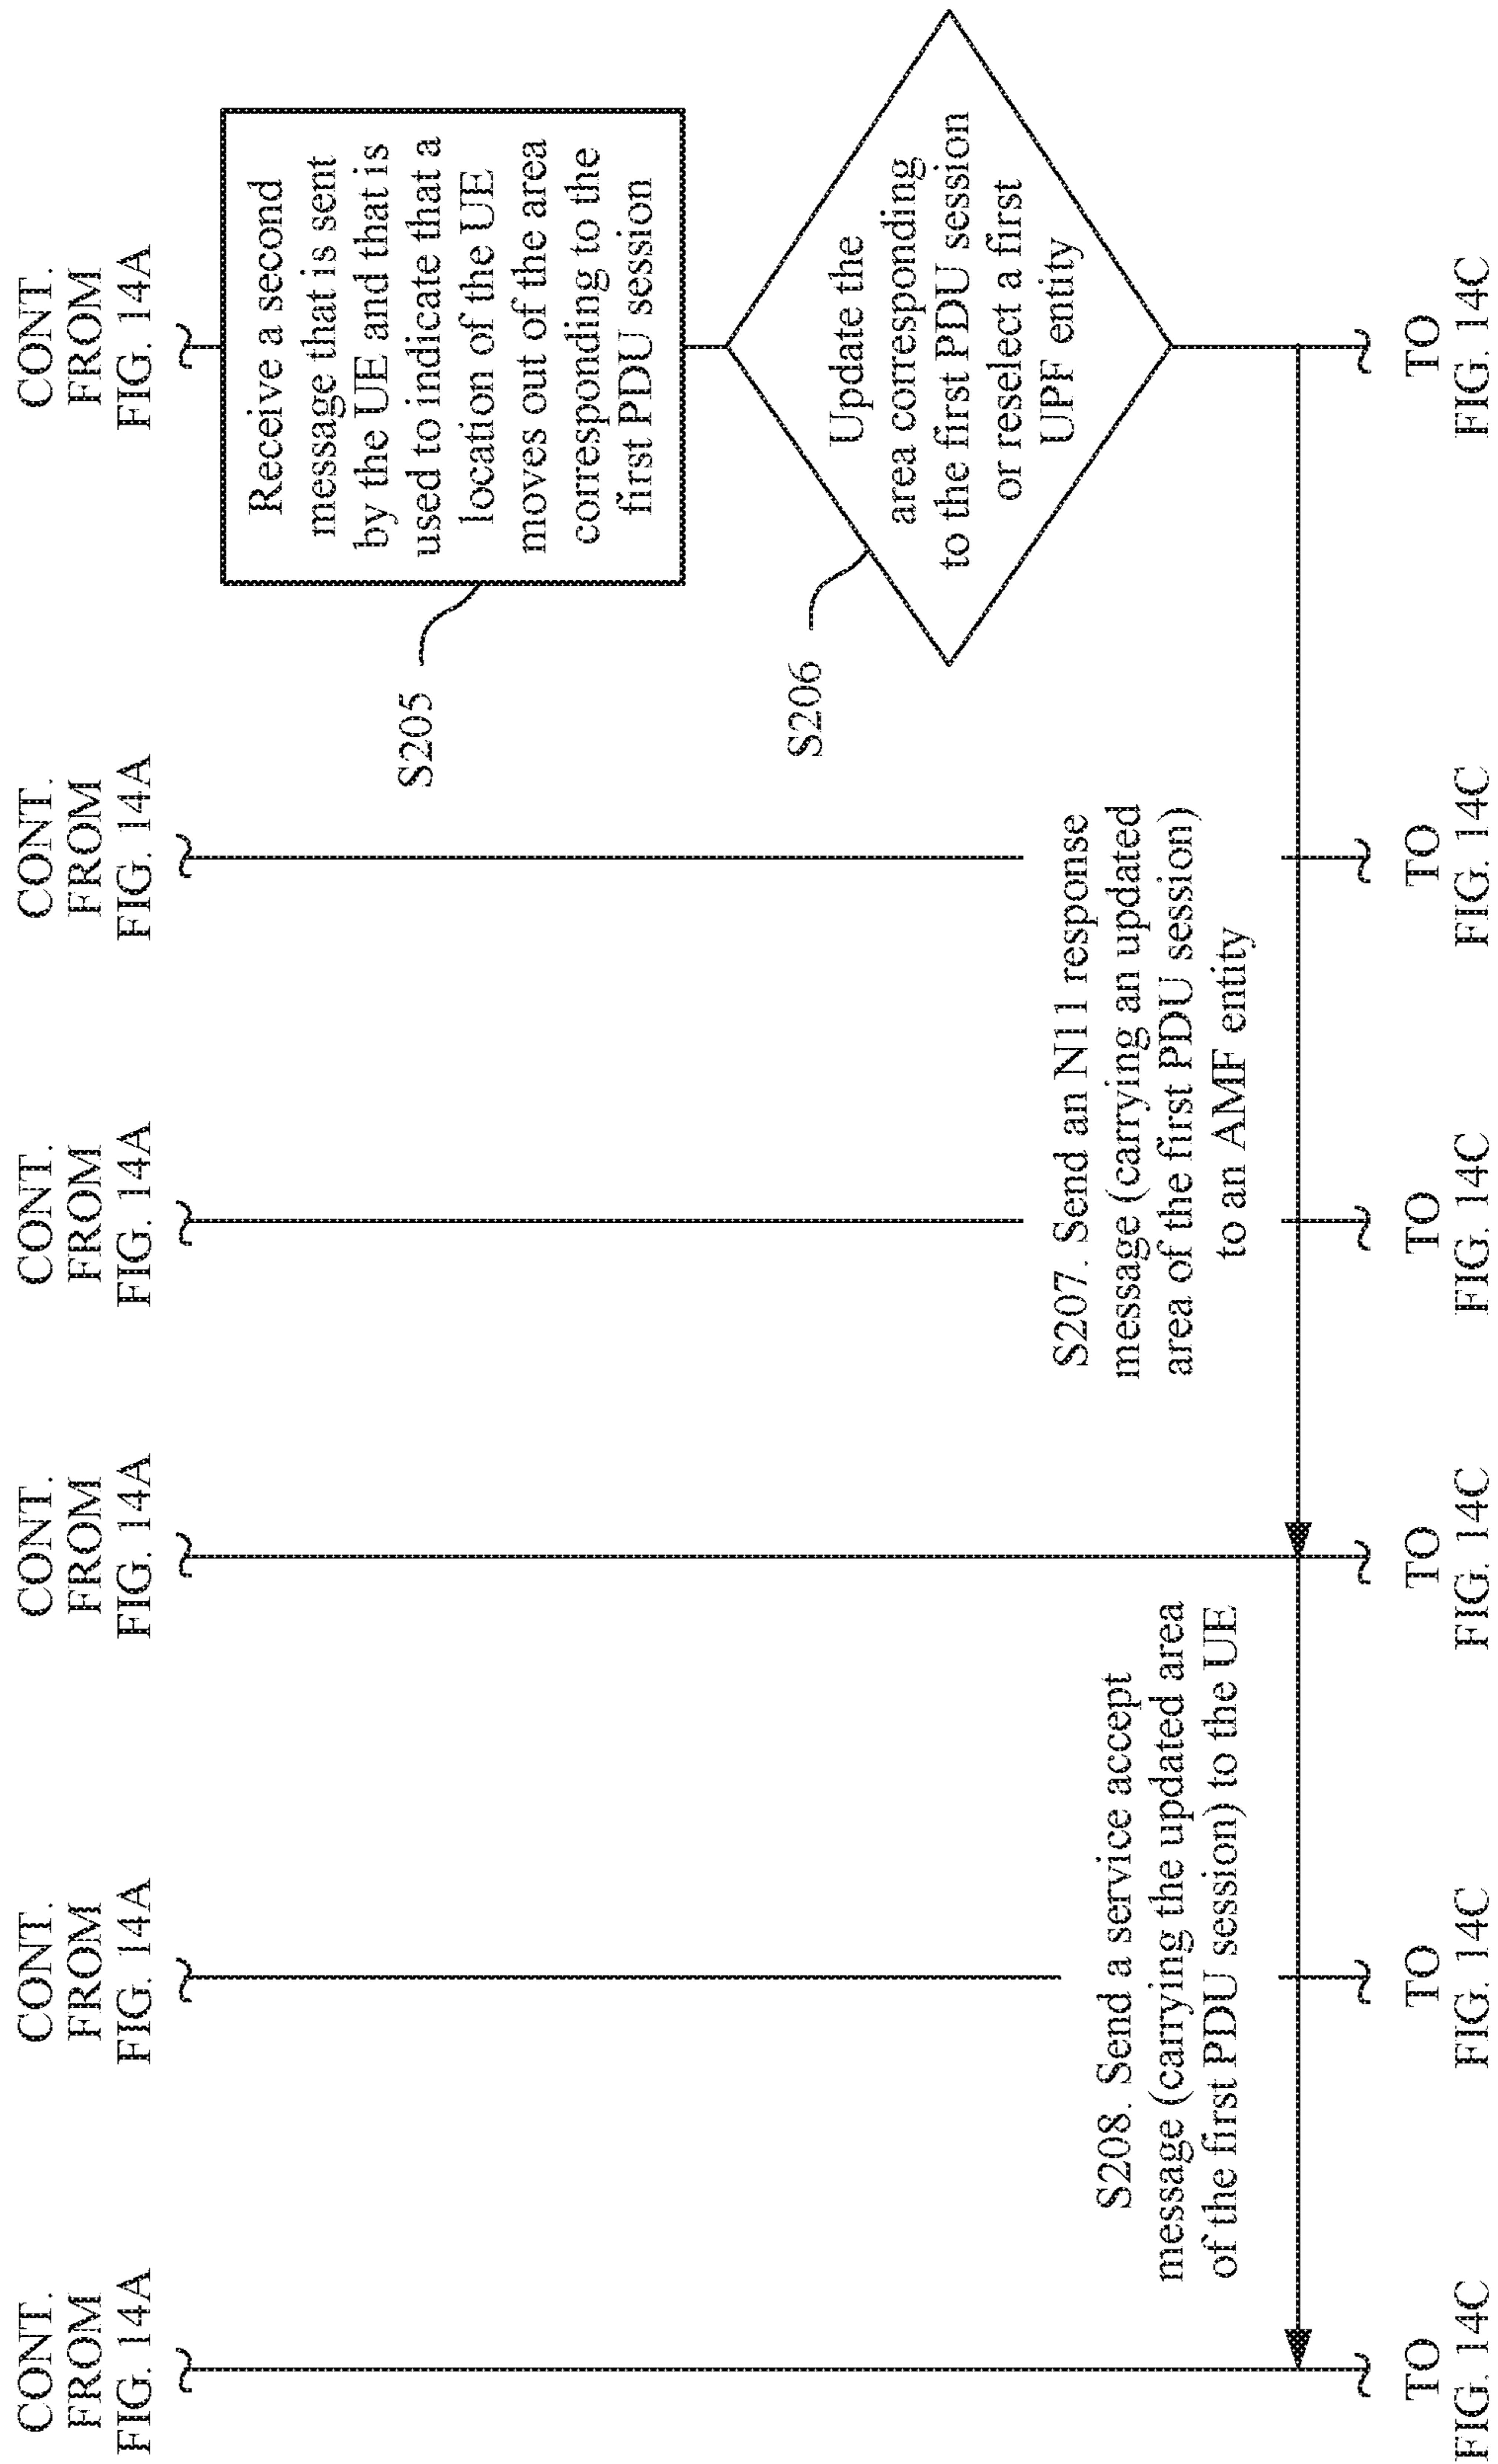 CONT.
FROM
FIG. 14A
CONT.
FROM
FIG. 14A
CONT.
FROM
FIG. 14A
CONT.
FROM
FIG. 14A
CONT.
FROM
FIG. 14A
CONT.
FROM
FIG. 14A
S205
Receive a second
message that is sent
by the UE and that is
used to indicate that a
location of the UE
moves out of the area
corresponding to the
first PDU session
S206
Update the
area corresponding
to the first PDU session
or reselect a first
UPF entity
S207. Send an N11 response
message (carrying an updated
area of the first PDU session)
to an AMF entity
S208. Send a service accept
message (carrying the updated area
of the first PDU session) to the UE
TO
FIG. 14C
TO
FIG. 14C
TO
FIG. 14C
TO
FIG. 14C
TO
FIG. 14C
TO
FIG. 14C